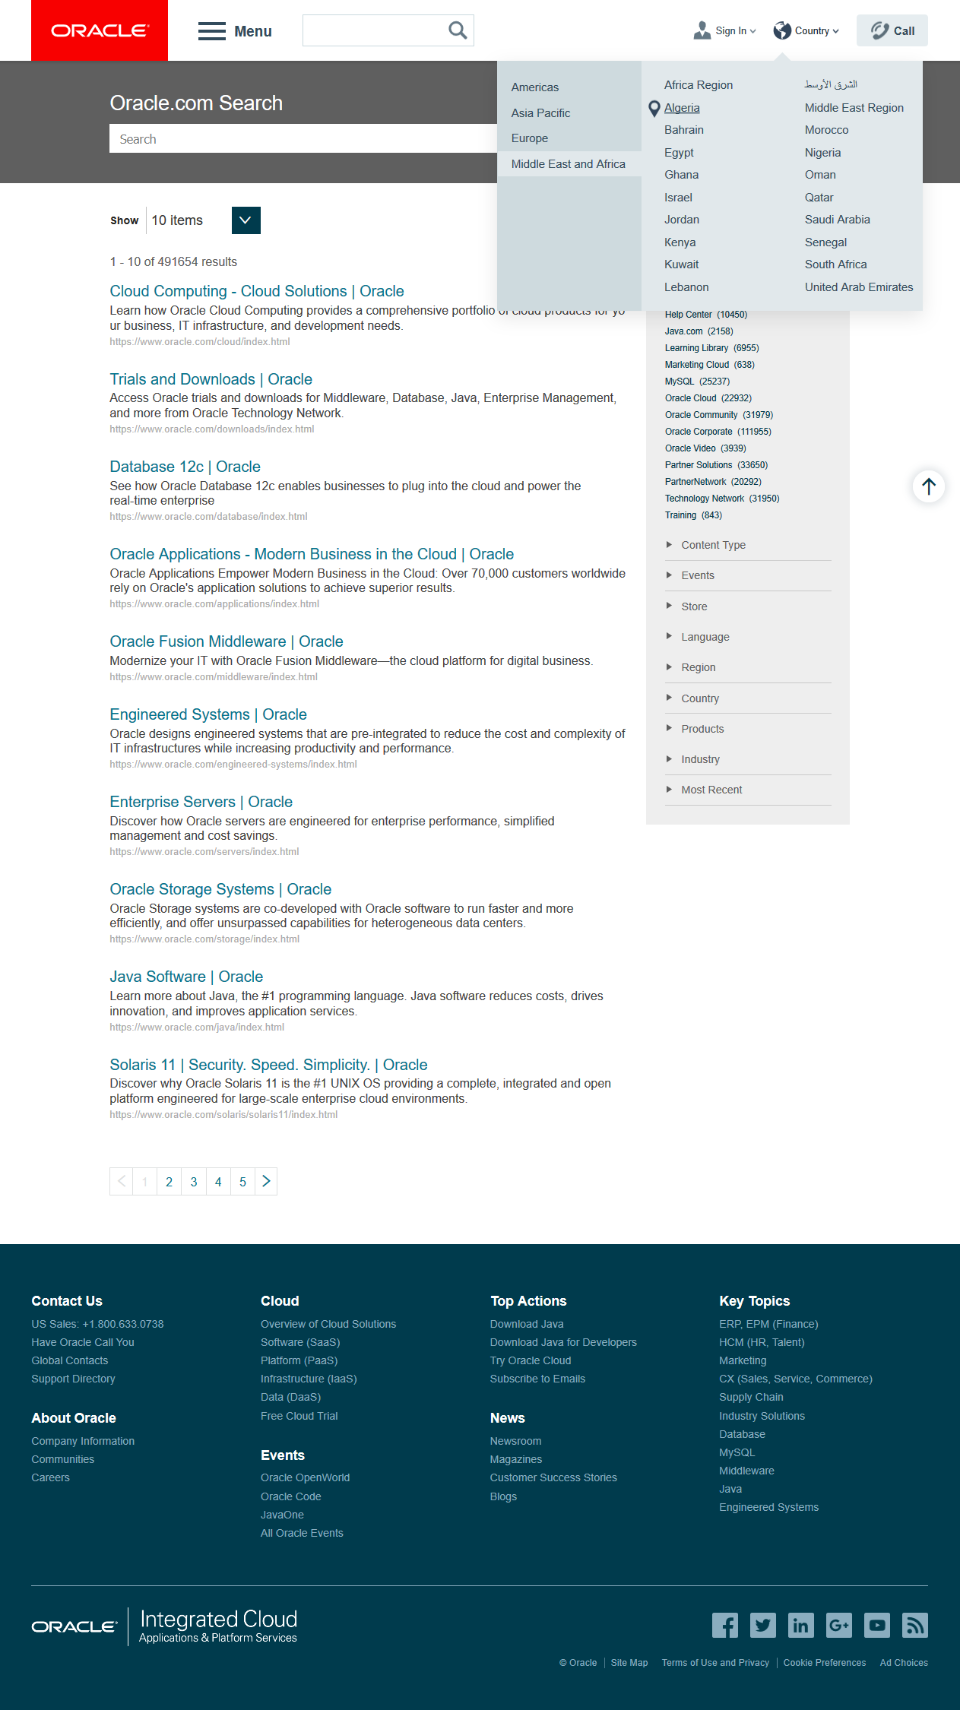 ORACLE
Menu
Sign In
Country
Call
Americas
Asia Pacific
Europe
Middle East and Africa
Africa Region
Algeria
Bahrain
Egypt
Ghana
Israel
Jordan
Kenya
Kuwait
Lebanon
الشرق الأوسط
Middle East Region
Morocco
Nigeria
Oman
Qatar
Saudi Arabia
Senegal
South Africa
United Arab Emirates
Oracle.com Search
Search
Show 10 items
1 - 10 of 491654 results
Cloud Computing - Cloud Solutions | Oracle
Learn how Oracle Cloud Computing provides a comprehensive portfolio of cloud products for yo
ur business, IT infrastructure, and development needs.
https://www.oracle.com/cloud/index.html
Trials and Downloads | Oracle
Access Oracle trials and downloads for Middleware, Database, Java, Enterprise Management,
and more from Oracle Technology Network.
https://www.oracle.com/downloads/index.html
Database 12c | Oracle
See how Oracle Database 12c enables businesses to plug into the cloud and power the
real-time enterprise
https://www.oracle.com/database/index.html
Oracle Applications - Modern Business in the Cloud | Oracle
Oracle Applications Empower Modern Business in the Cloud: Over 70,000 customers worldwide
rely on Oracle's application solutions to achieve superior results.
https://www.oracle.com/applications/index.html
Oracle Fusion Middleware | Oracle
Modernize your IT with Oracle Fusion Middleware—the cloud platform for digital business.
https://www.oracle.com/middleware/index.html
Engineered Systems | Oracle
Oracle designs engineered systems that are pre-integrated to reduce the cost and complexity of
IT infrastructures while increasing productivity and performance.
https://www.oracle.com/engineered-systems/index.html
Enterprise Servers | Oracle
Discover how Oracle servers are engineered for enterprise performance, simplified
management and cost savings.
https://www.oracle.com/servers/index.html
Oracle Storage Systems | Oracle
Oracle Storage systems are co-developed with Oracle software to run faster and more
efficiently, and offer unsurpassed capabilities for heterogeneous data centers.
https://www.oracle.com/storage/index.html
Java Software | Oracle
Learn more about Java, the #1 programming language. Java software reduces costs, drives
innovation, and improves application services.
https://www.oracle.com/java/index.html
Solaris 11 | Security. Speed. Simplicity. | Oracle
Discover why Oracle Solaris 11 is the #1 UNIX OS providing a complete, integrated and open
platform engineered for large-scale enterprise cloud environments.
https://www.oracle.com/solaris/solaris11/index.html
Help Center (10450)
Java.com (2158)
Learning Library (6955)
Marketing Cloud (638)
MySQL (25237)
Oracle Cloud (22932)
Oracle Community (31979)
Oracle Corporate (111955)
Oracle Video (3939)
Partner Solutions (33650)
PartnerNetwork (20292)
Technology Network (31950)
Training (843)
Content Type
Events
Store
Language
Region
Country
Products
Industry
Most Recent
1 2 3 4 5
Contact Us
US Sales: +1.800.633.0738
Have Oracle Call You
Global Contacts
Support Directory
About Oracle
Company Information
Communities
Careers
Cloud
Overview of Cloud Solutions
Software (SaaS)
Platform (PaaS)
Infrastructure (IaaS)
Data (DaaS)
Free Cloud Trial
Events
Oracle OpenWorld
Oracle Code
JavaOne
All Oracle Events
Top Actions
Download Java
Download Java for Developers
Try Oracle Cloud
Subscribe to Emails
News
Newsroom
Magazines
Customer Success Stories
Blogs
Key Topics
ERP, EPM (Finance)
HCM (HR, Talent)
Marketing
CX (Sales, Service, Commerce)
Supply Chain
Industry Solutions
Database
MySQL
Middleware
Java
Engineered Systems
ORACLE
Integrated Cloud
Applications & Platform Services
© Oracle | Site Map Terms of Use and Privacy | Cookie Preferences Ad Choices